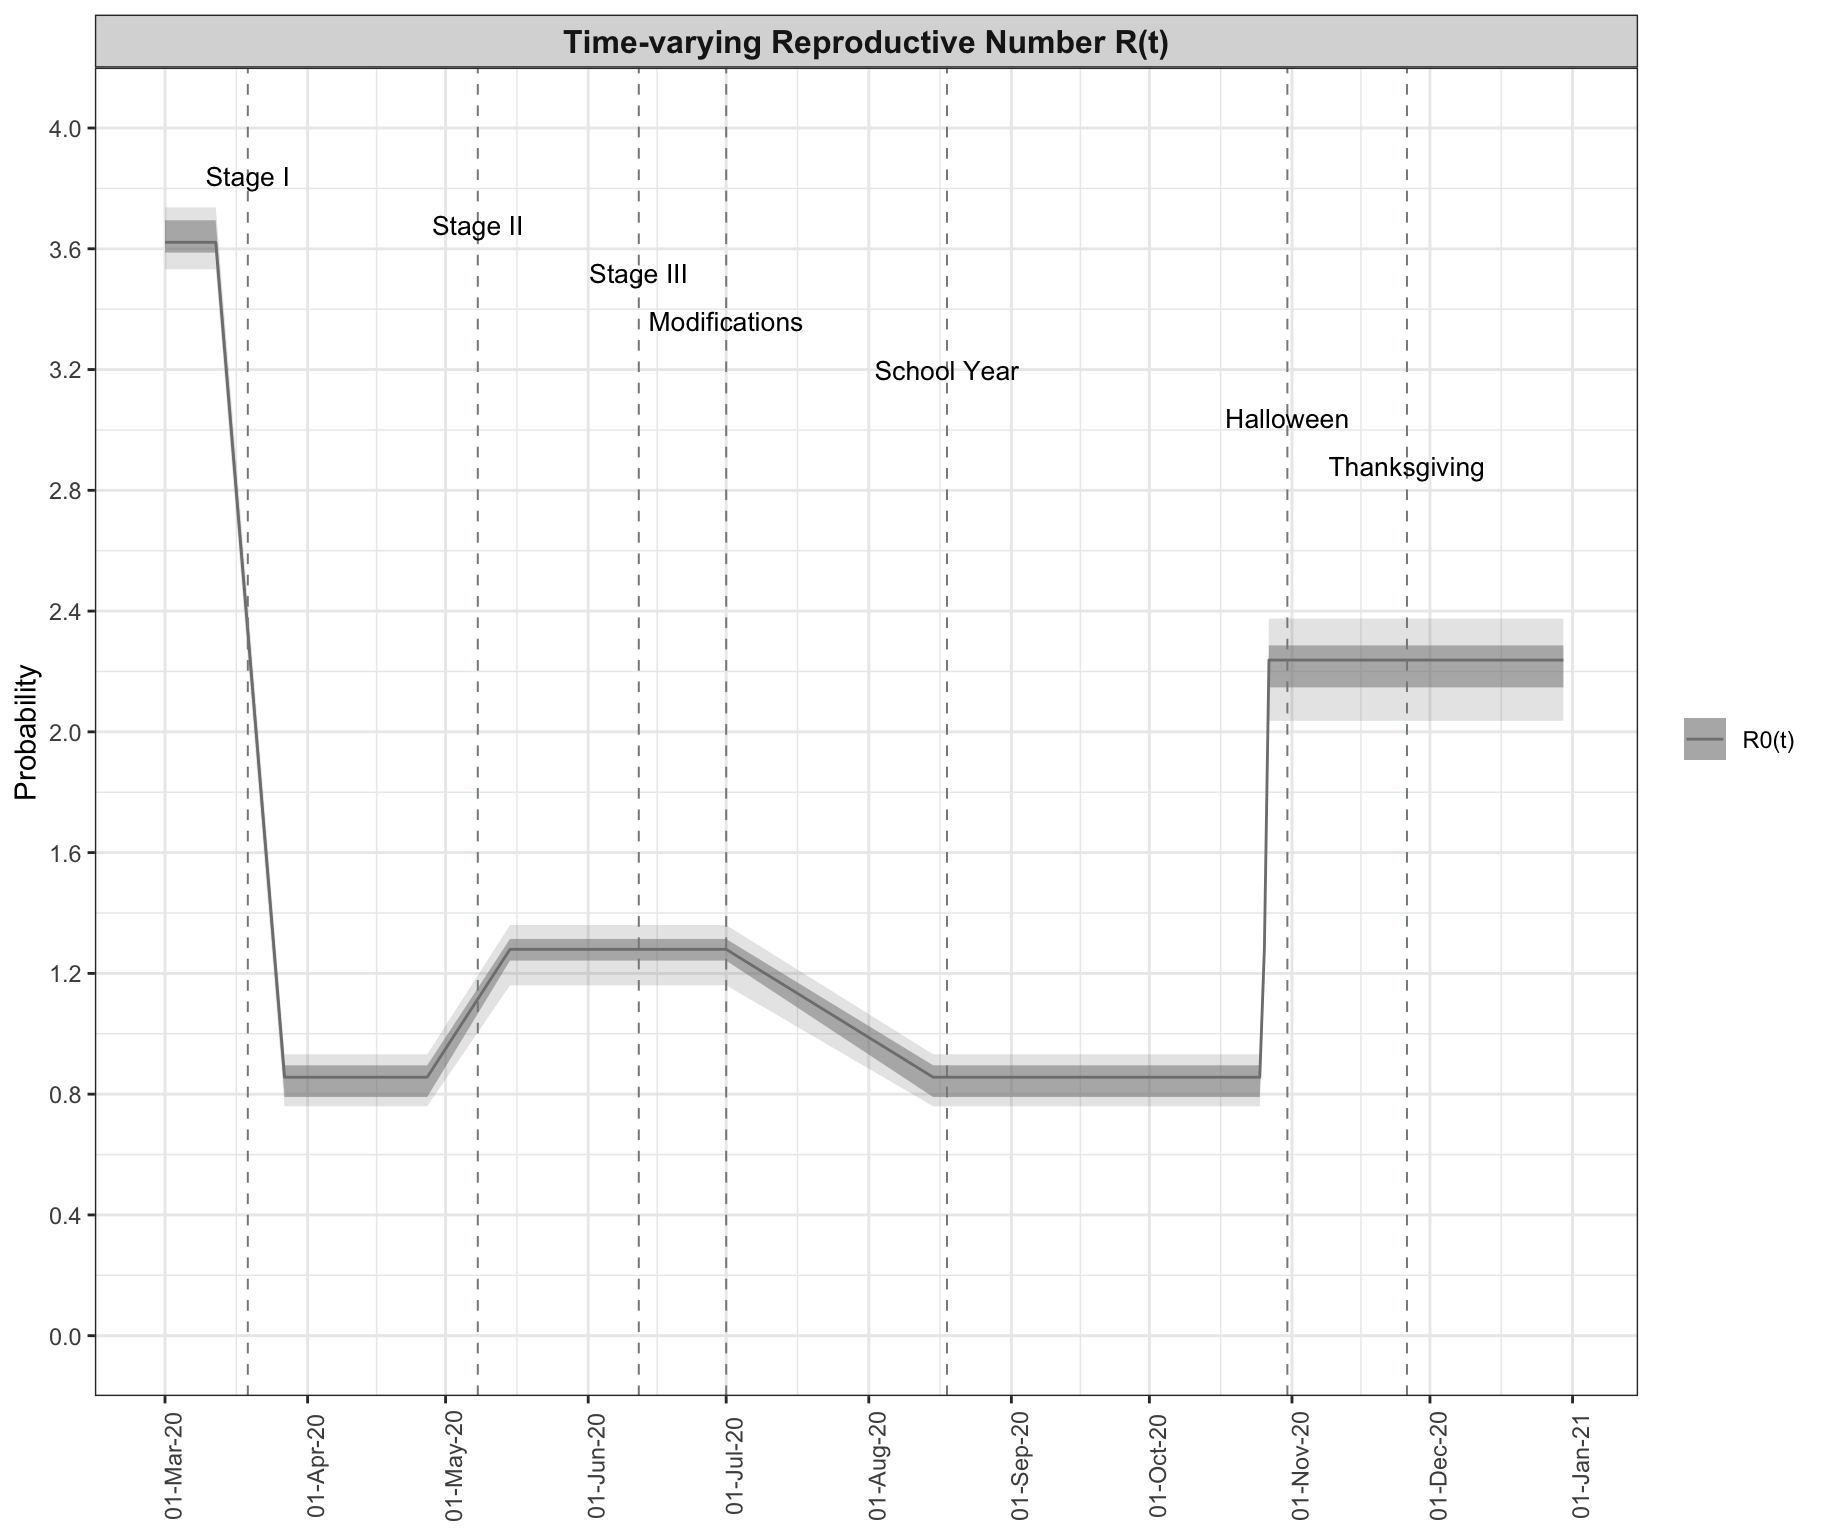 Time-varying Reproductive Number R(t)
4.0
3.6
3.2
2.8
2.4
2.0
1.6
1.2
0.8
0.4
0.0
Probability
Stage I
Stage II
Stage III
Modifications
School Year
Halloween
Thanksgiving
R0(t)
01-Mar-20
01-Apr-20
01-May-20
01-Jun-20
01-Jul-20
01-Aug-20
01-Sep-20
01-Oct-20
01-Nov-20
01-Dec-20
01-Jan-21